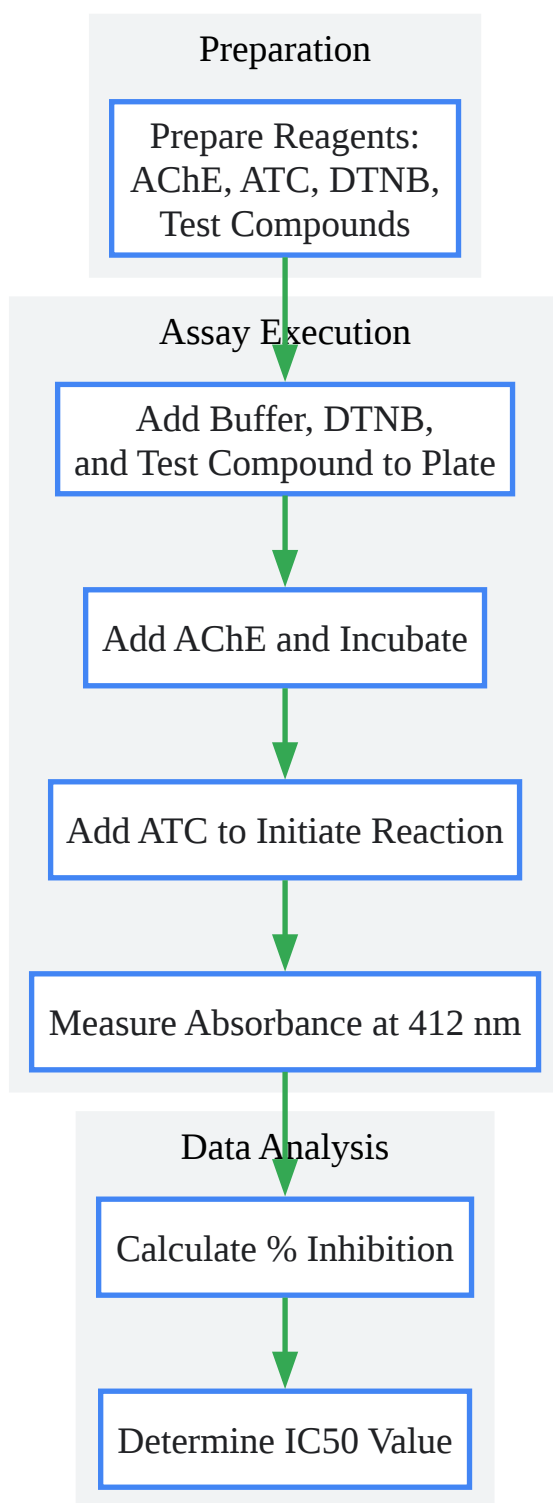 Preparation
Prepare Reagents:
AChE, ATC, DTNB,
Test Compounds
Assay Execution
Add Buffer, DTNB,
and Test Compound to Plate
Add AChE and Incubate
Add ATC to Initiate Reaction
Measure Absorbance at 412 nm
Data Analysis
Calculate % Inhibition
Determine IC50 Value